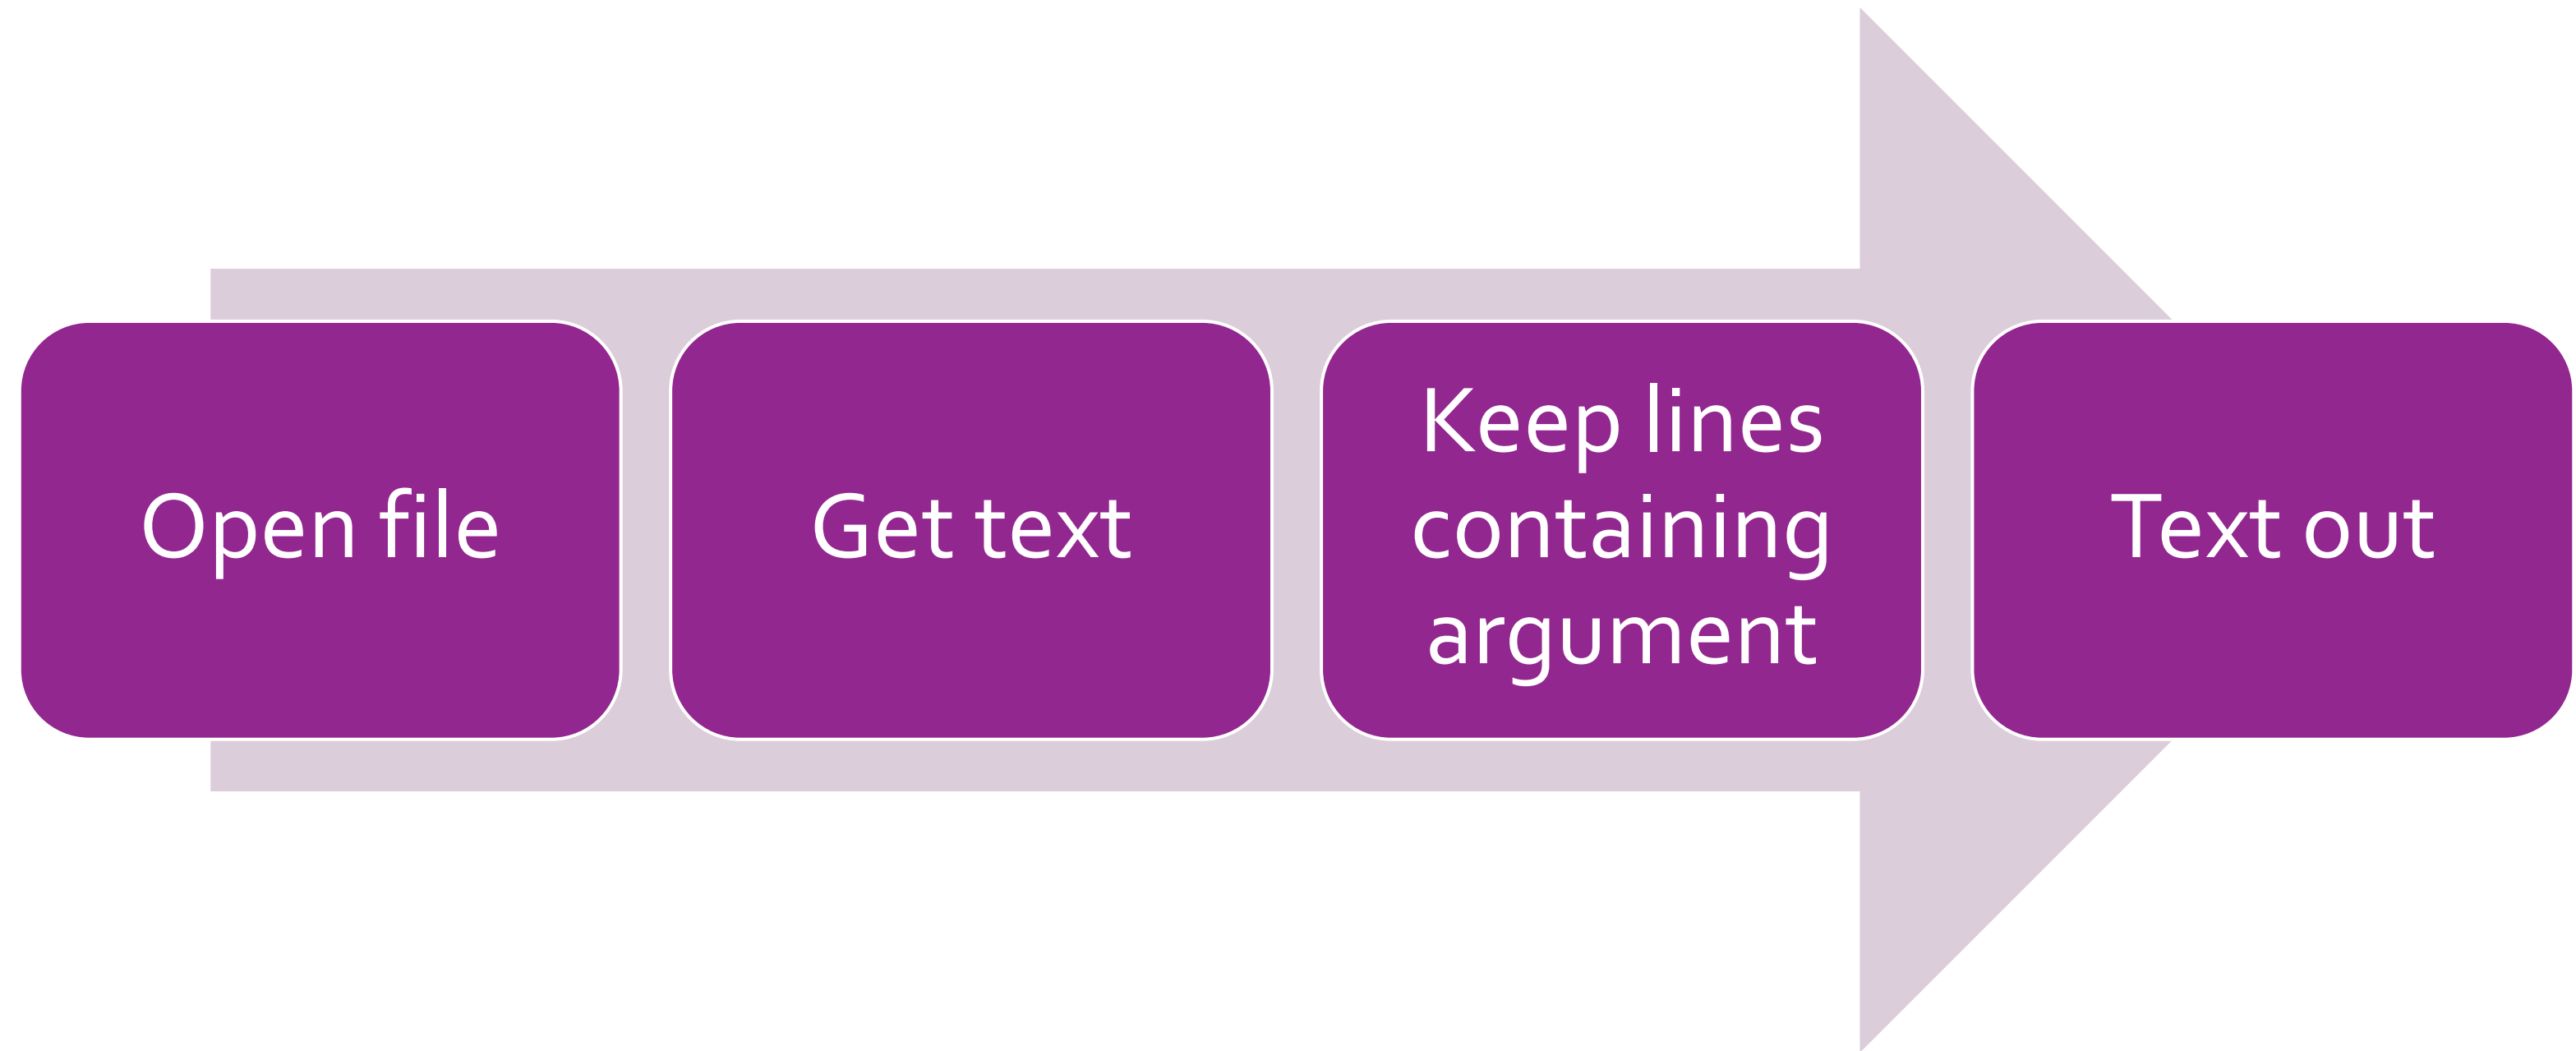 Open file
Get text
Keep lines
containing
argument
Text out